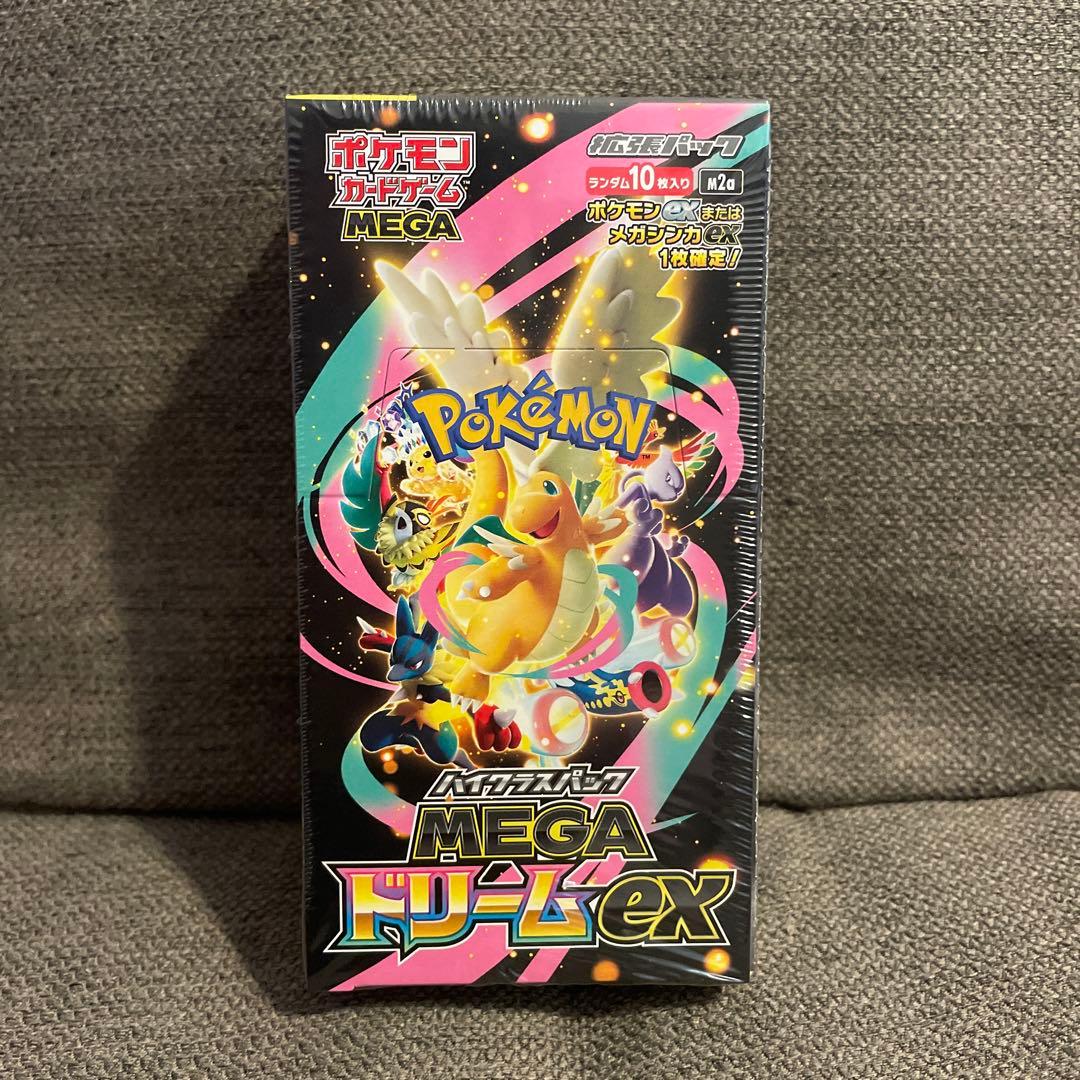 ポケモン
カードゲーム™
MEGA
拡張パック
ランダム10枚入り M2a
ポケモンexまたは
メガシンカex
1枚確定!
POKéMON™
ハイクラスパック
MEGA
ドリームex